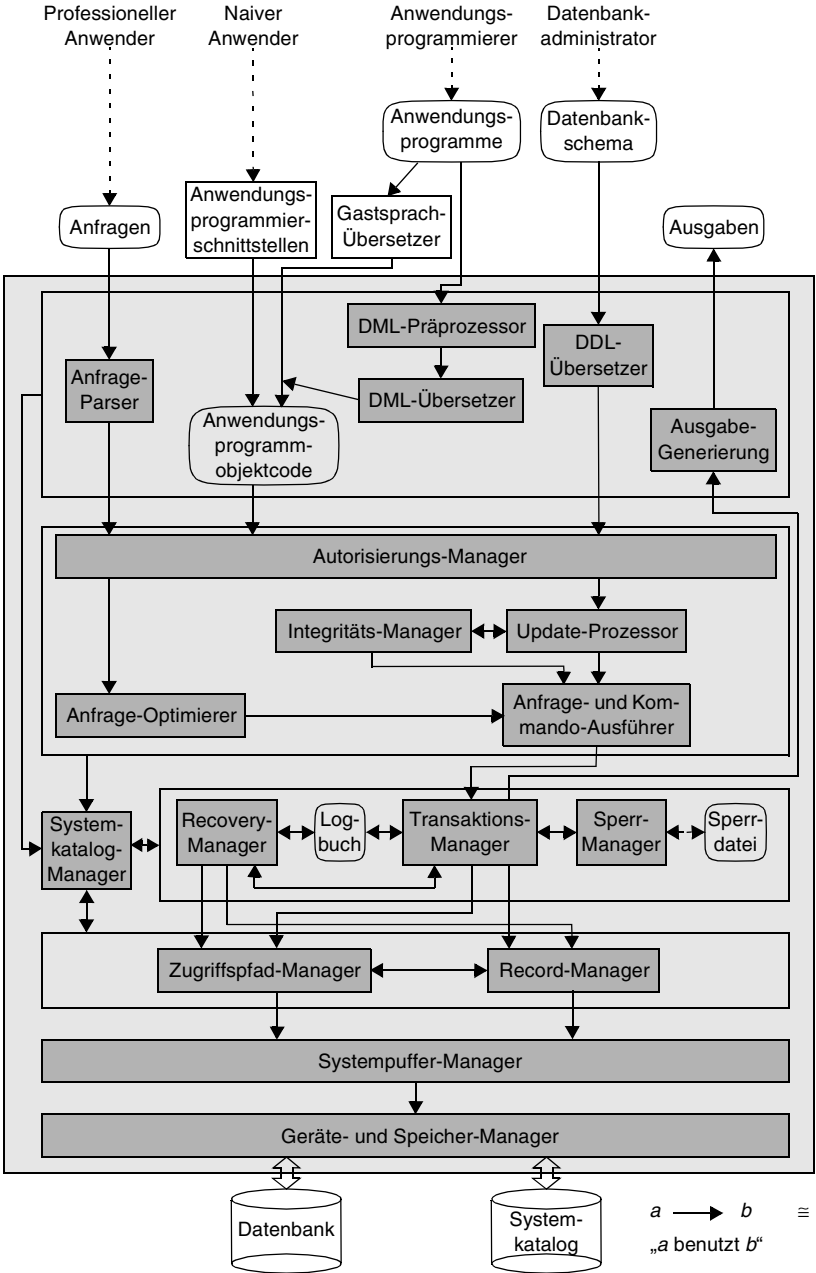 Professioneller
Anwender
Naiver
Anwender
Anwendungs-
programmierer
Datenbank-
administrator
Anwendungs-
programme
Datenbank-
schema
Anfragen
Anwendungs-
programmier-
schnittstellen
Gastsprach-
Übersetzer
Ausgaben
DML-Präprozessor
DDL-
Übersetzer
Anfrage-
Parser
DML-Übersetzer
Anwendungs-
programm-
objektcode
Ausgabe-
Generierung
Autorisierungs-Manager
Integritäts-Manager
Update-Prozessor
Anfrage-Optimierer
Anfrage- und Kom-
mando-Ausführer
System-
katalog-
Manager
Recovery-
Manager
Log-
buch
Transaktions-
Manager
Sperr-
Manager
Sperr-
datei
Zugriffspfad-Manager
Record-Manager
Systempuffer-Manager
Geräte- und Speicher-Manager
Datenbank
System-
katalog
a b ≅
„a benutzt b“